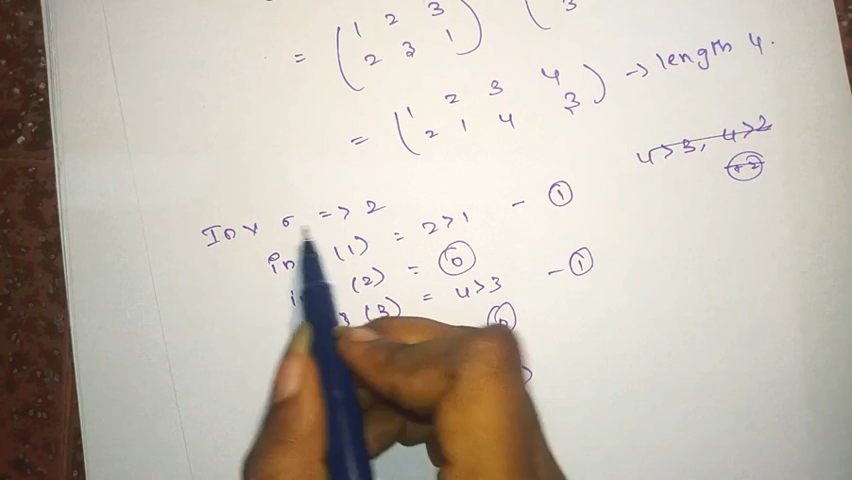 1 2 3
= ( 2 3 1 ) ( 3
1 2 3 4
= ( 2 1 4 3 ) → length 4.
4>3, 4>2
Inv σ => 2
(1) = 2>1 - ①
(2) = ⓪
(3) = 4>3 - ①